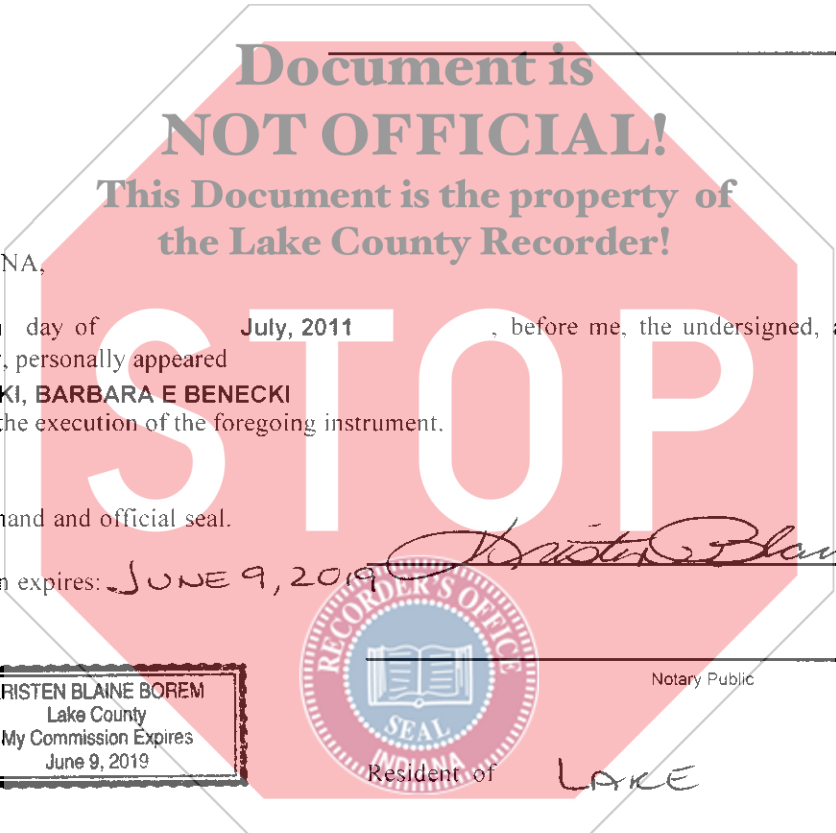 Document is
NOT OFFICIAL!
This Document is the property of
the Lake County Recorder!
STOP
NA,
day of July, 2011 , before me, the undersigned, a
, personally appeared
KI, BARBARA E BENECKI
the execution of the foregoing instrument.
hand and official seal.
n expires: JUNE 9, 2019
Kristen Blain
RECORDER'S OFFICE
SEAL
INDIANA
Notary Public
RISTEN BLAINE BOREM
Lake County
My Commission Expires
June 9, 2019
Resident of LAKE